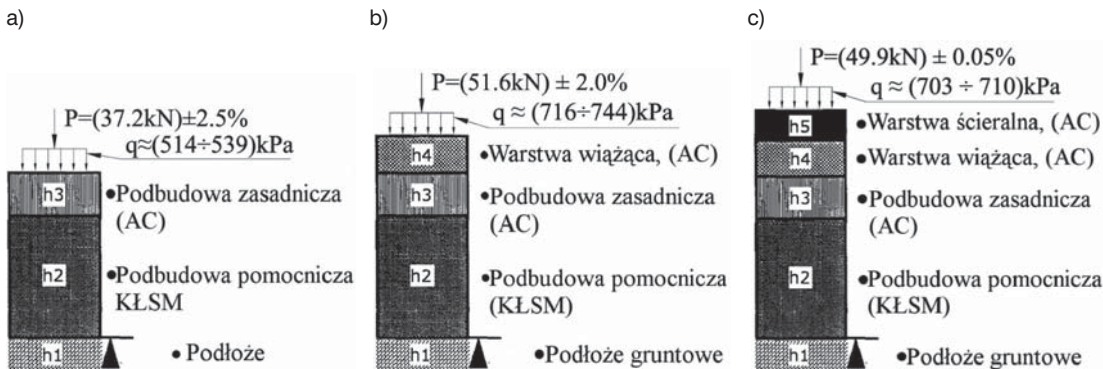 a)
P=(37.2kN)±2.5%
q≈(514÷539)kPa
h3
•Podbudowa zasadnicza
(AC)
h2
•Podbudowa pomocnicza
KŁSM
h1
• Podłoże
b)
P=(51.6kN) ± 2.0%
q ≈ (716÷744)kPa
h4
•Warstwa wiążąca, (AC)
h3
•Podbudowa zasadnicza
(AC)
h2
•Podbudowa pomocnicza
(KŁSM)
h1
•Podłoże gruntowe
c)
P=(49.9kN) ± 0.05%
q ≈ (703 ÷ 710)kPa
h5
•Warstwa ścieralna, (AC)
h4
•Warstwa wiążąca, (AC)
h3
•Podbudowa zasadnicza
(AC)
h2
•Podbudowa pomocnicza
(KŁSM)
h1
•Podłoże gruntowe